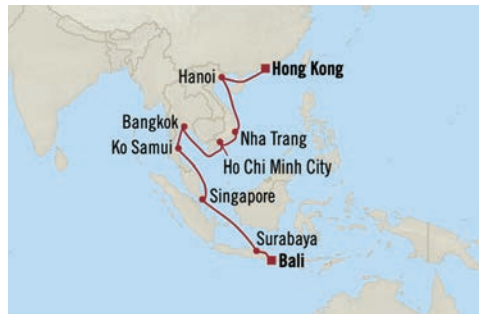 Hong Kong
Hanoi
Bangkok
Nha Trang
Ko Samui
Ho Chi Minh City
Singapore
Surabaya
Bali